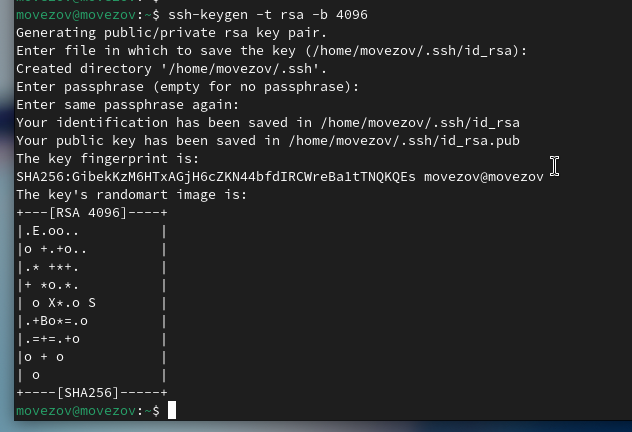 movezov@movezov:~$ ssh-keygen -t rsa -b 4096
Generating public/private rsa key pair.
Enter file in which to save the key (/home/movezov/.ssh/id_rsa):
Created directory '/home/movezov/.ssh'.
Enter passphrase (empty for no passphrase):
Enter same passphrase again:
Your identification has been saved in /home/movezov/.ssh/id_rsa
Your public key has been saved in /home/movezov/.ssh/id_rsa.pub
The key fingerprint is:
SHA256:GibekKzM6HTxAGjH6cZKN44bfdIRCWreBa1tTNQKQEs movezov@movezov
The key's randomart image is:
+---[RSA 4096]----+
|.E.oo..          |
|o +.+o..         |
|.* +*+.          |
|+ *o.*.          |
| o X*.o S        |
|.+Bo*=.o         |
|.=+=.+o          |
|o + o            |
| o               |
+----[SHA256]-----+
movezov@movezov:~$